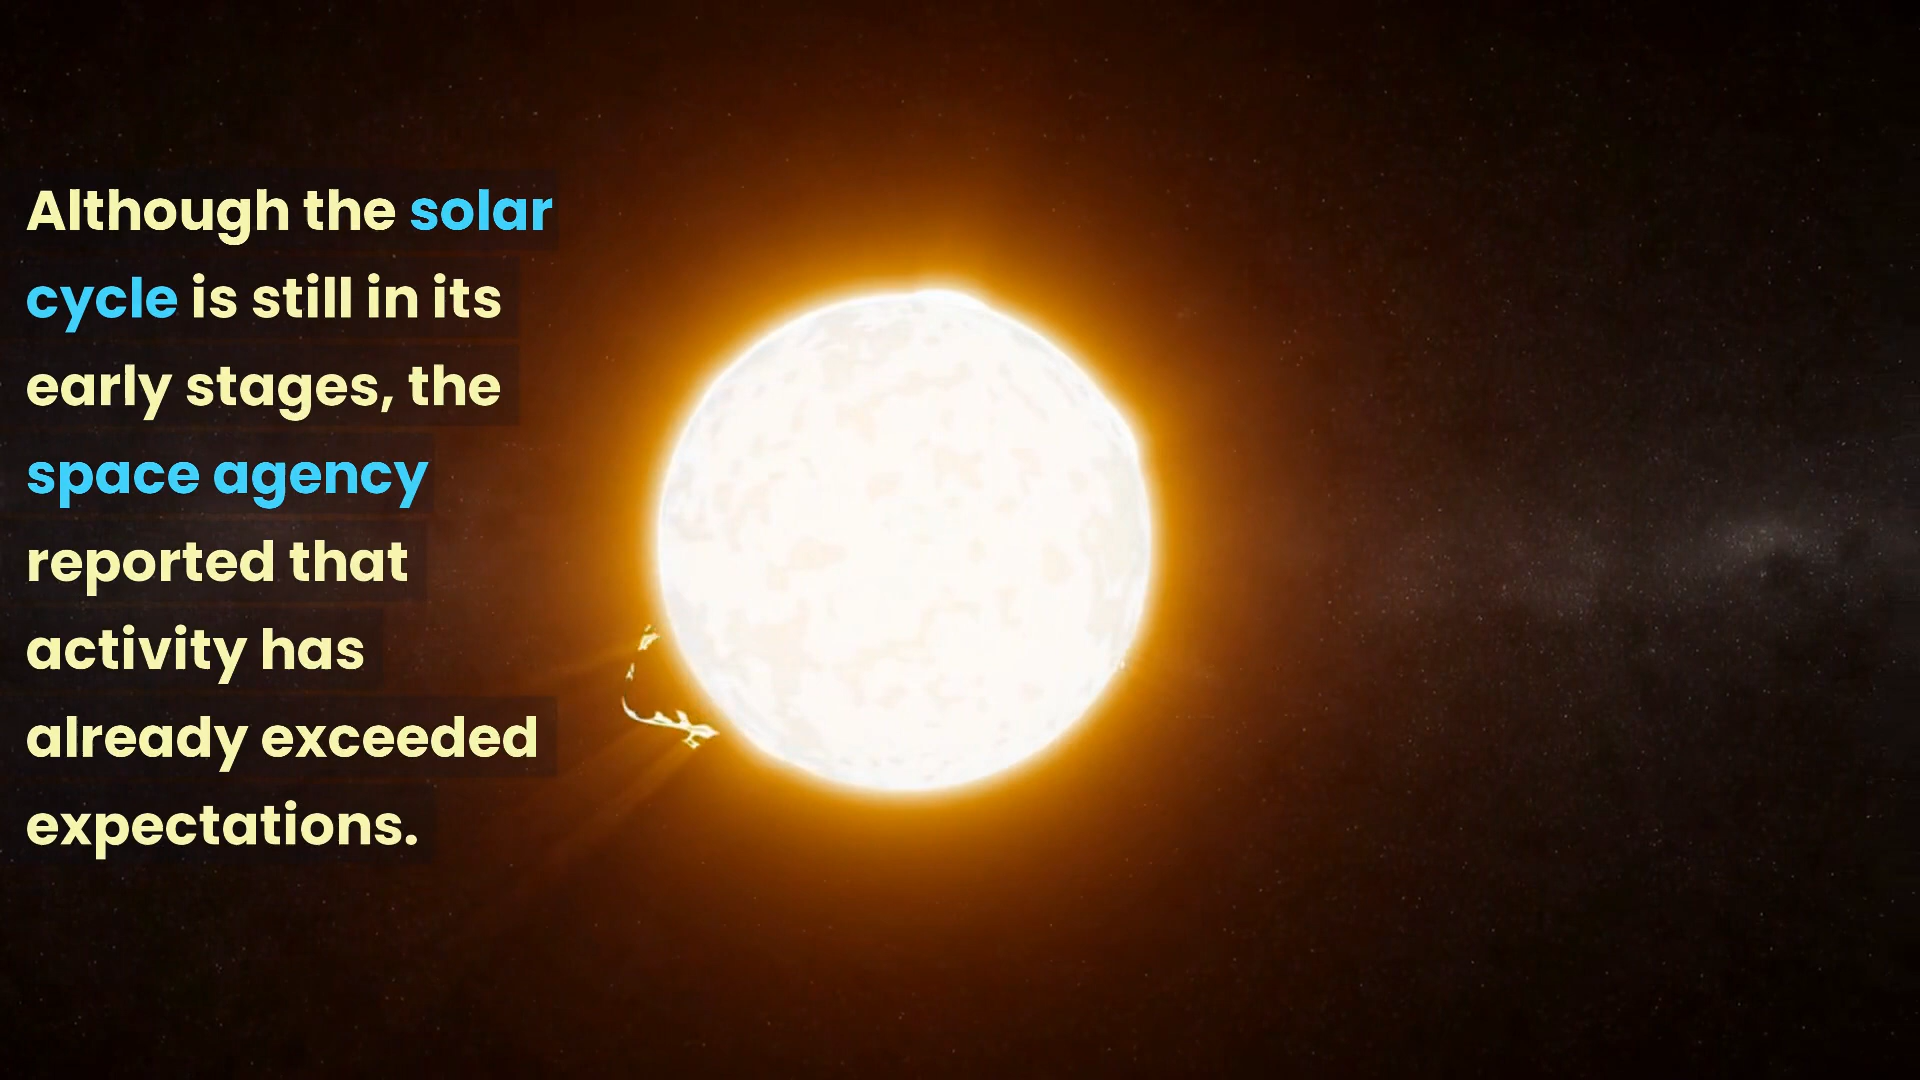 Although the solar
cycle is still in its
early stages, the
space agency
reported that
activity has
already exceeded
expectations.